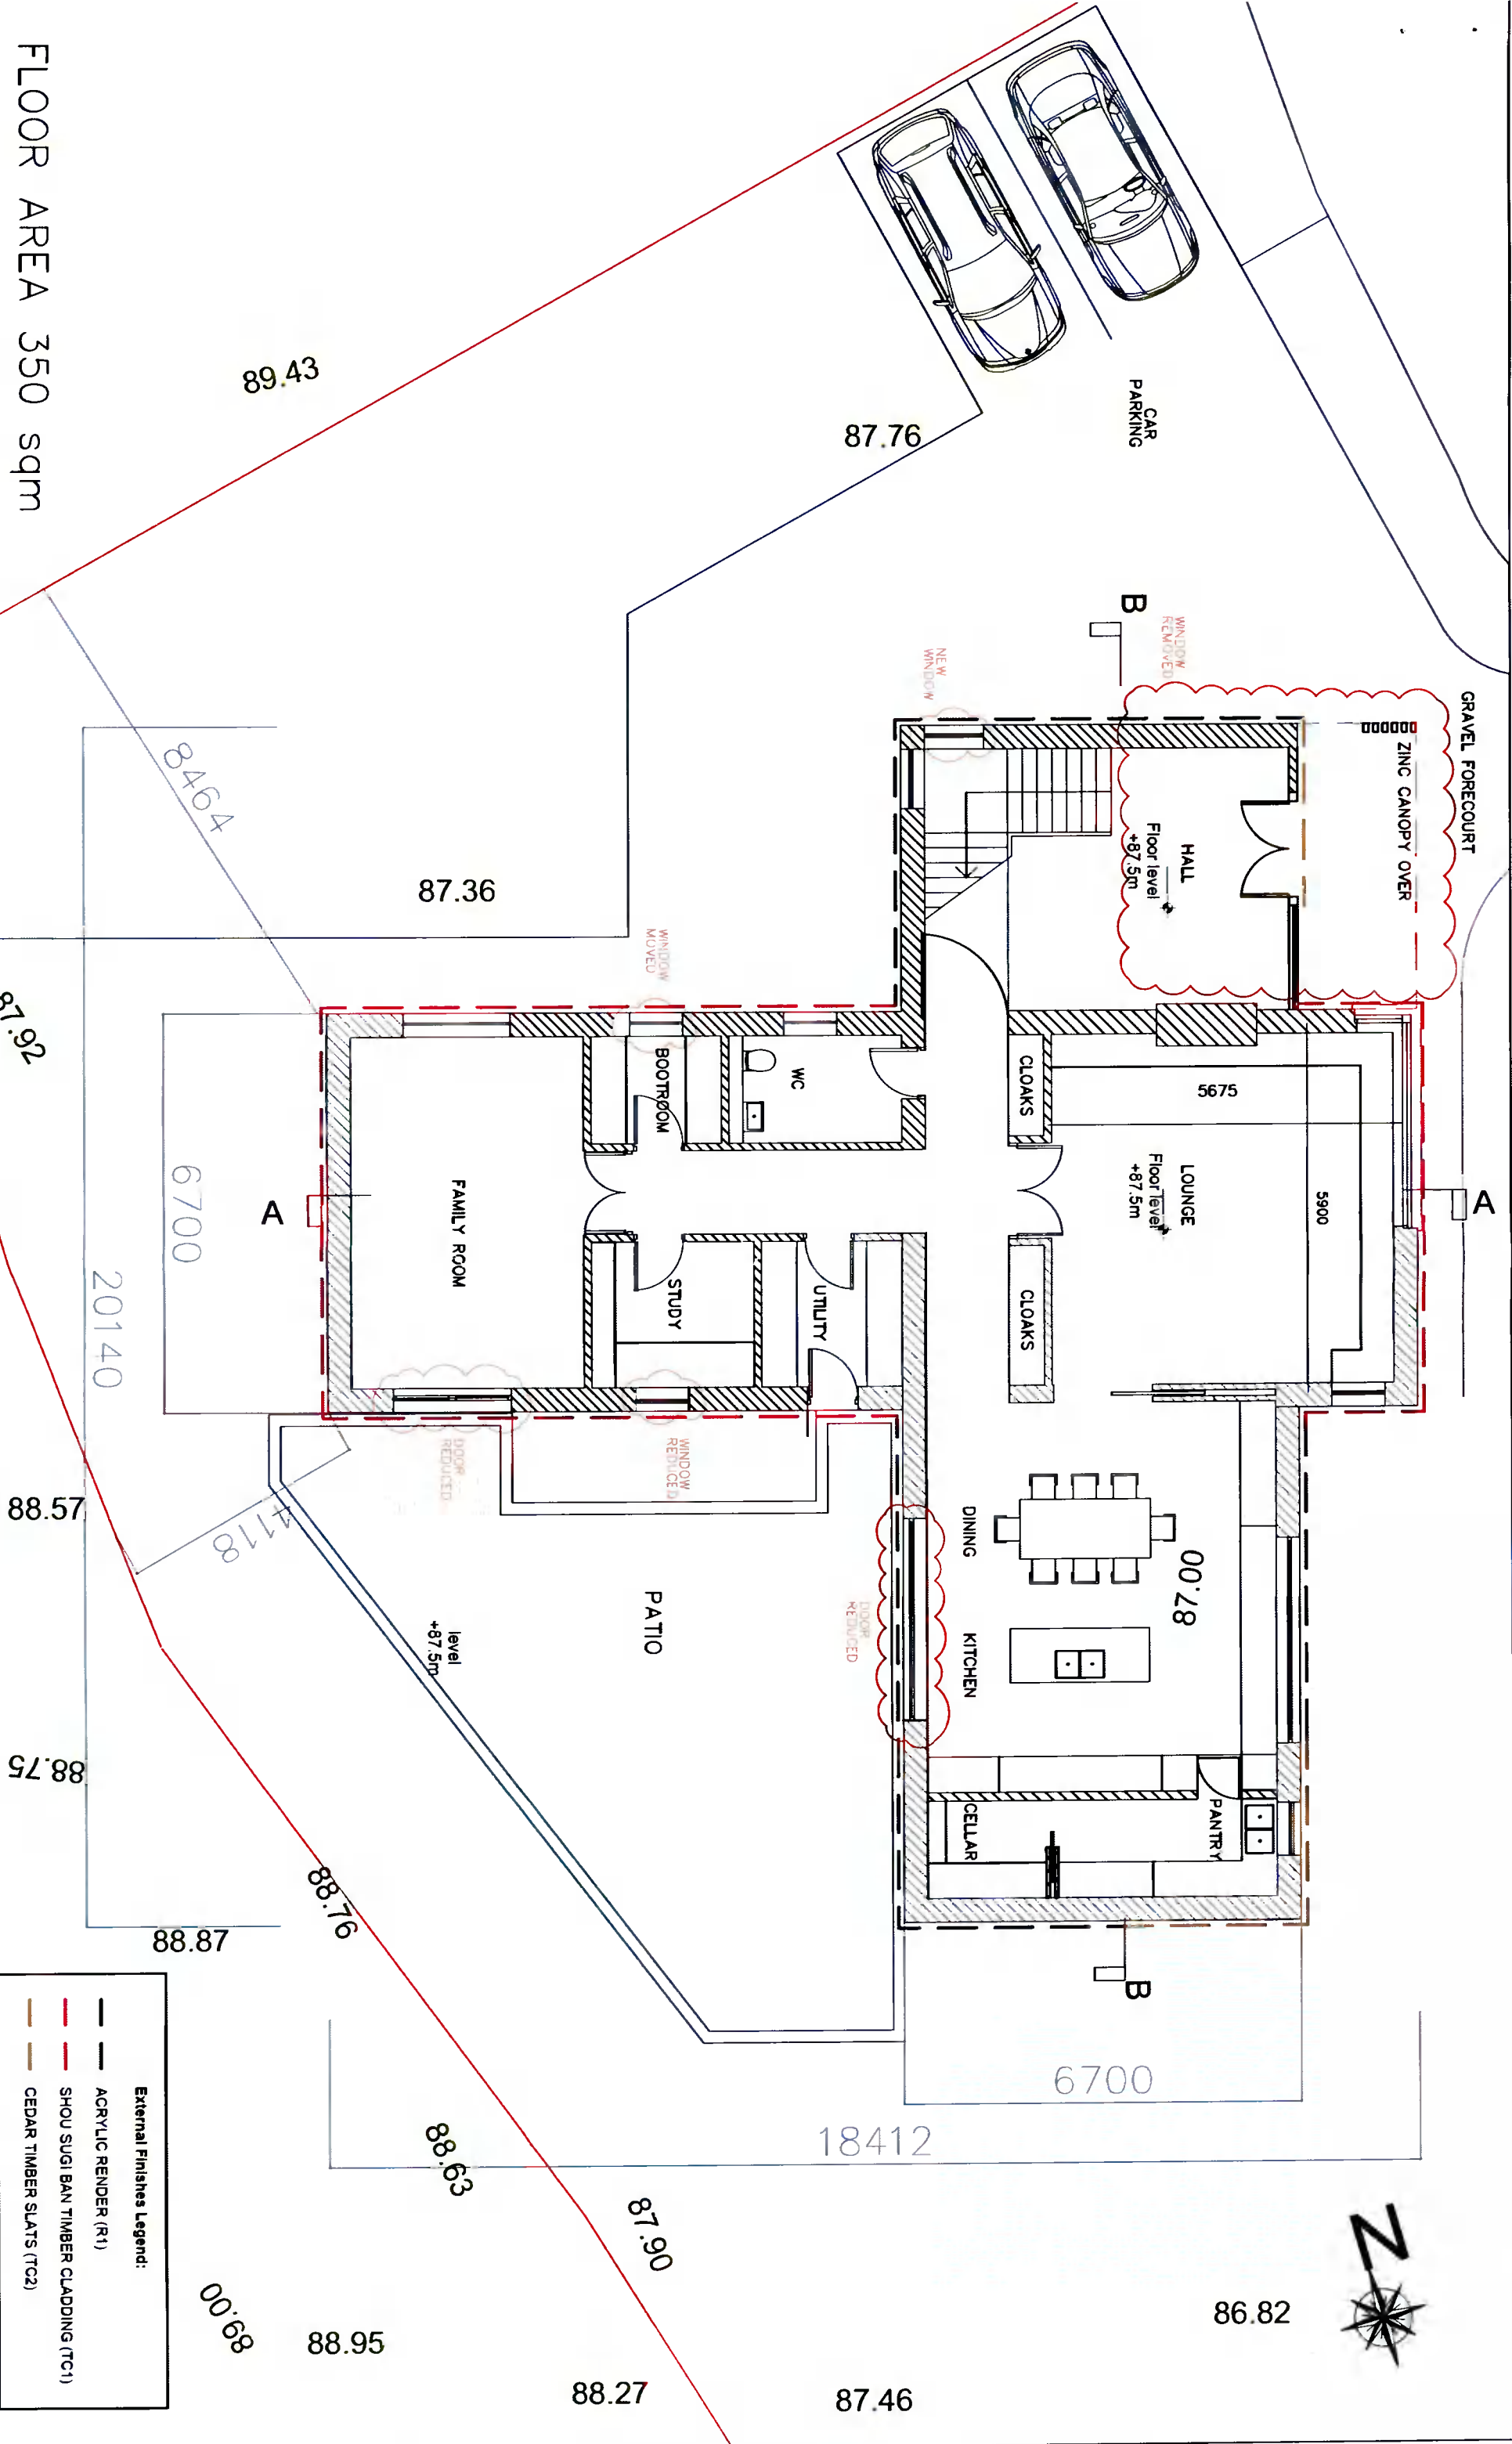 GRAVEL FORECOURT
ZINC CANOPY OVER
CAR
PARKING
B
WINDOW
REMOVED
NEW
WINDOW
HALL
Floor level
+87.5m
A
5900
5675
LOUNGE
Floor level
+87.5m
CLOAKS
CLOAKS
WC
WINDOW
MOVED
BOOTROOM
UTILITY
STUDY
FAMILY ROOM
A
DINING
KITCHEN
87.00
PANTRY
CELLAR
B
DOOR
REDUCED
WINDOW
REDUCED
DOOR
REDUCED
PATIO
level
+87.5m
8464
6700
20140
4118
6700
18412
89.43
87.76
87.36
87.92
88.57
88.75
88.76
88.87
88.63
87.90
89.00
88.95
88.27
87.46
86.82
N
FLOOR AREA 350 sqm
External Finishes Legend:
ACRYLIC RENDER (R1)
SHOU SUGI BAN TIMBER CLADDING (TC1)
CEDAR TIMBER SLATS (TC2)